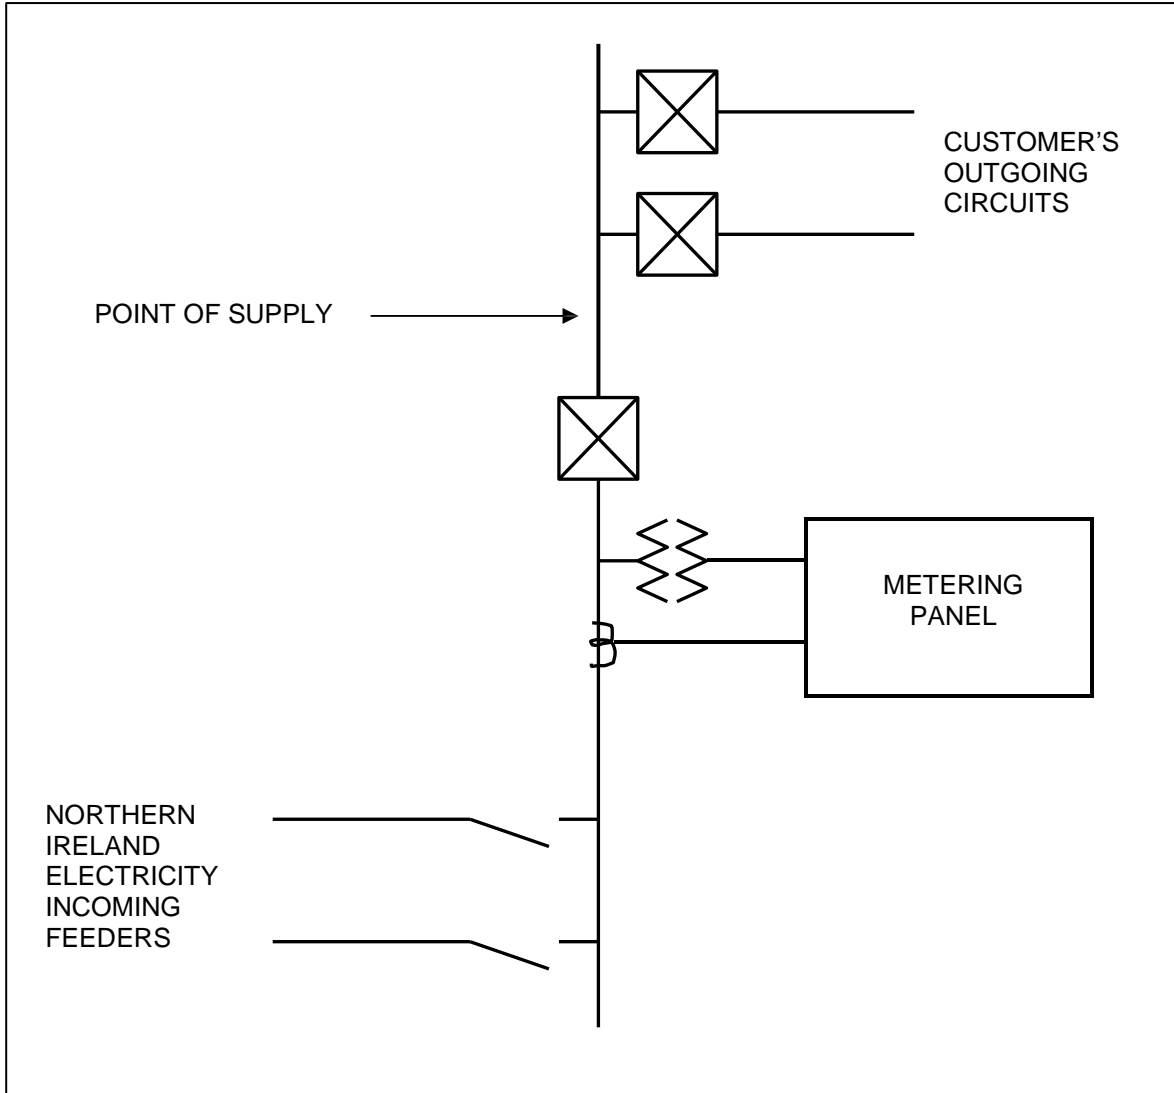 CUSTOMER'S
OUTGOING
CIRCUITS
POINT OF SUPPLY
METERING
PANEL
NORTHERN
IRELAND
ELECTRICITY
INCOMING
FEEDERS